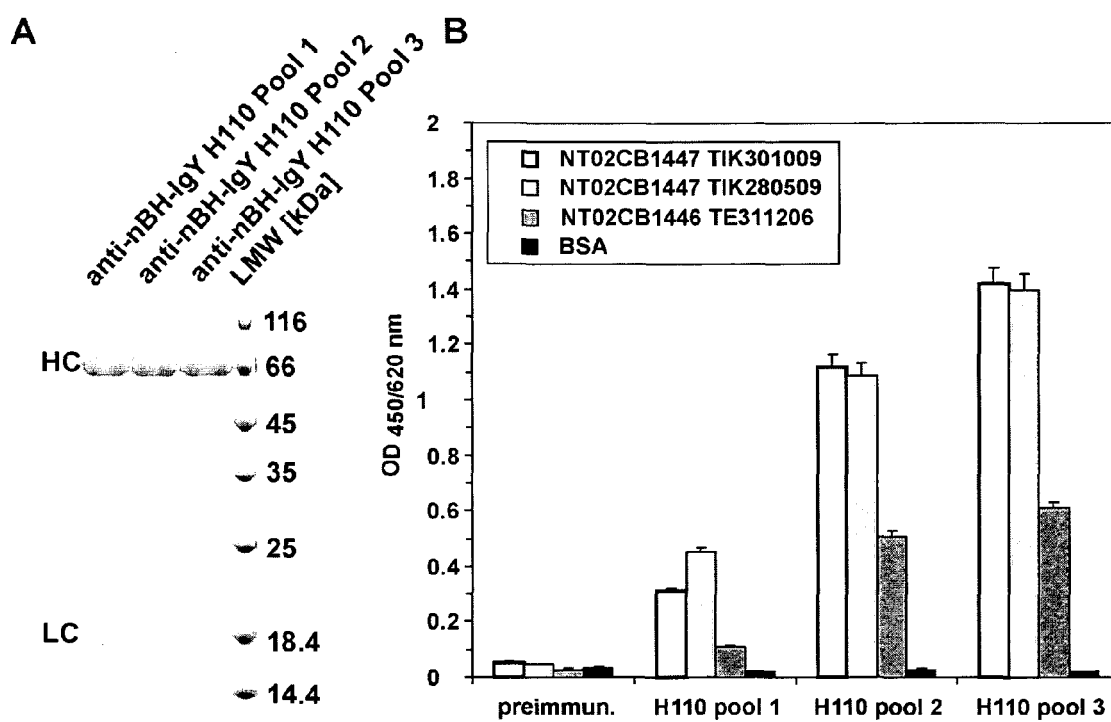 A
anti-nBH-IgY H110 Pool 1
anti-nBH-IgY H110 Pool 2
anti-nBH-IgY H110 Pool 3
LMW [kDa]
HC
LC
116
66
45
35
25
18.4
14.4
B
NT02CB1447 TIK301009
NT02CB1447 TIK280509
NT02CB1446 TE311206
BSA
OD 450/620 nm
2
1.8
1.6
1.4
1.2
1
0.8
0.6
0.4
0.2
0
preimmun.
H110 pool 1
H110 pool 2
H110 pool 3